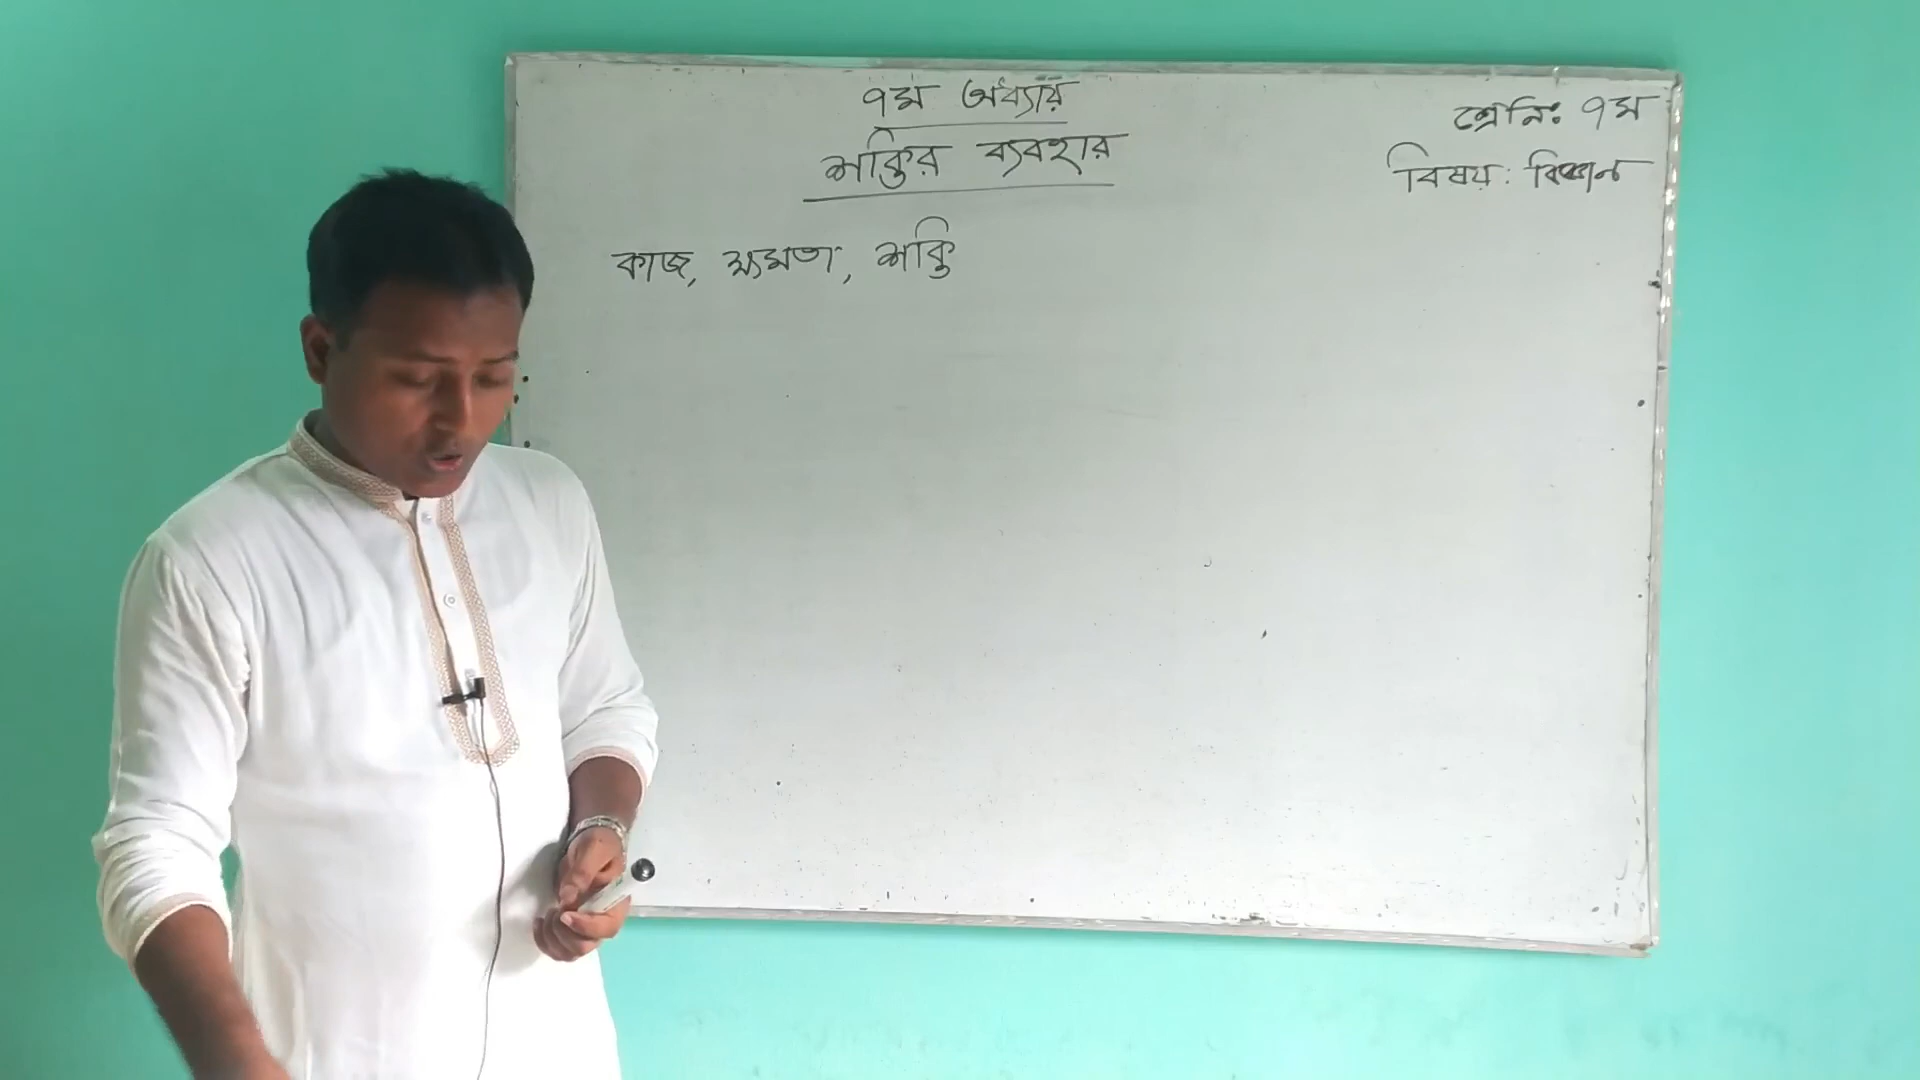 ৭ম অধ্যায়
শক্তির ব্যবহার
শ্রেনিঃ ৭ম
বিষয়: বিজ্ঞান
কাজ, ক্ষমতা, শক্তি